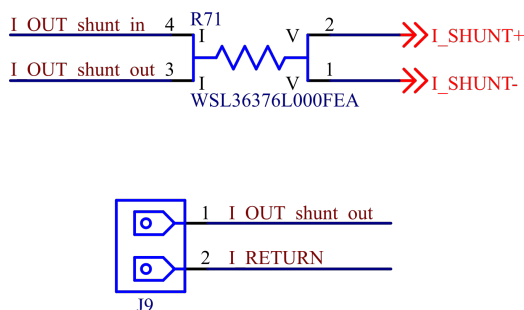 R71
I_OUT_shunt_in 4 I V 2 I_SHUNT+
I_OUT_shunt_out 3 I V 1 I_SHUNT-
WSL36376L000FEA
1 I_OUT_shunt_out
2 I_RETURN
J9